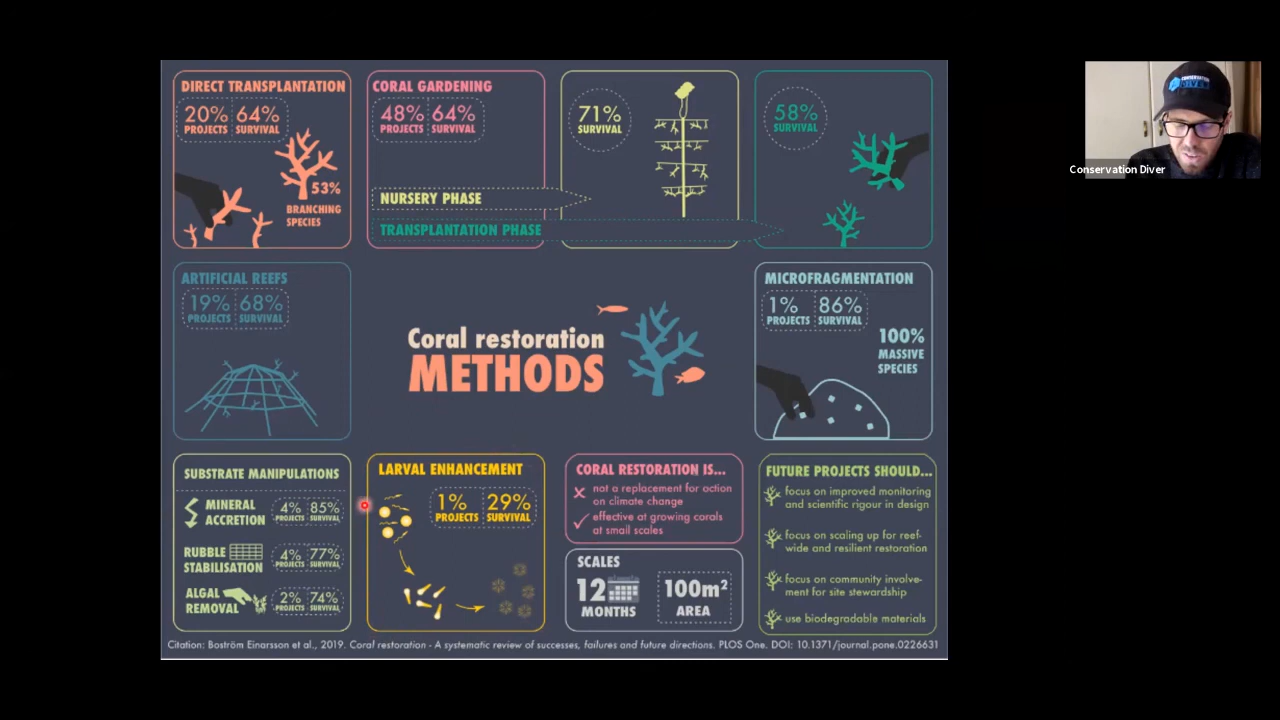 DIRECT TRANSPLANTATION
20% 64%
PROJECTS SURVIVAL
53%
BRANCHING
SPECIES
CORAL GARDENING
48% 64%
PROJECTS SURVIVAL
NURSERY PHASE
TRANSPLANTATION PHASE
71%
SURVIVAL
58%
SURVIVAL
CONSERVATION
DIVER
Conservation Diver
ARTIFICIAL REEFS
19% 68%
PROJECTS SURVIVAL
Coral restoration
METHODS
MICROFRAGMENTATION
1% 86%
PROJECTS SURVIVAL
100%
MASSIVE
SPECIES
SUBSTRATE MANIPULATIONS
MINERAL
ACCRETION
4% 85%
PROJECTS SURVIVAL
RUBBLE
STABILISATION
4% 77%
PROJECTS SURVIVAL
ALGAL
REMOVAL
2% 74%
PROJECTS SURVIVAL
LARVAL ENHANCEMENT
1% 29%
PROJECTS SURVIVAL
CORAL RESTORATION IS...
not a replacement for action
on climate change
effective at growing corals
at small scales
SCALES
12
MONTHS
100m²
AREA
FUTURE PROJECTS SHOULD...
focus on improved monitoring
and scientific rigour in design
focus on scaling up for reef-
wide and resilient restoration
focus on community involve-
ment for site stewardship
use biodegradable materials
Citation: Boström Einarsson et al., 2019. Coral restoration - A systematic review of successes, failures and future directions. PLOS One. DOI: 10.1371/journal.pone.0226631